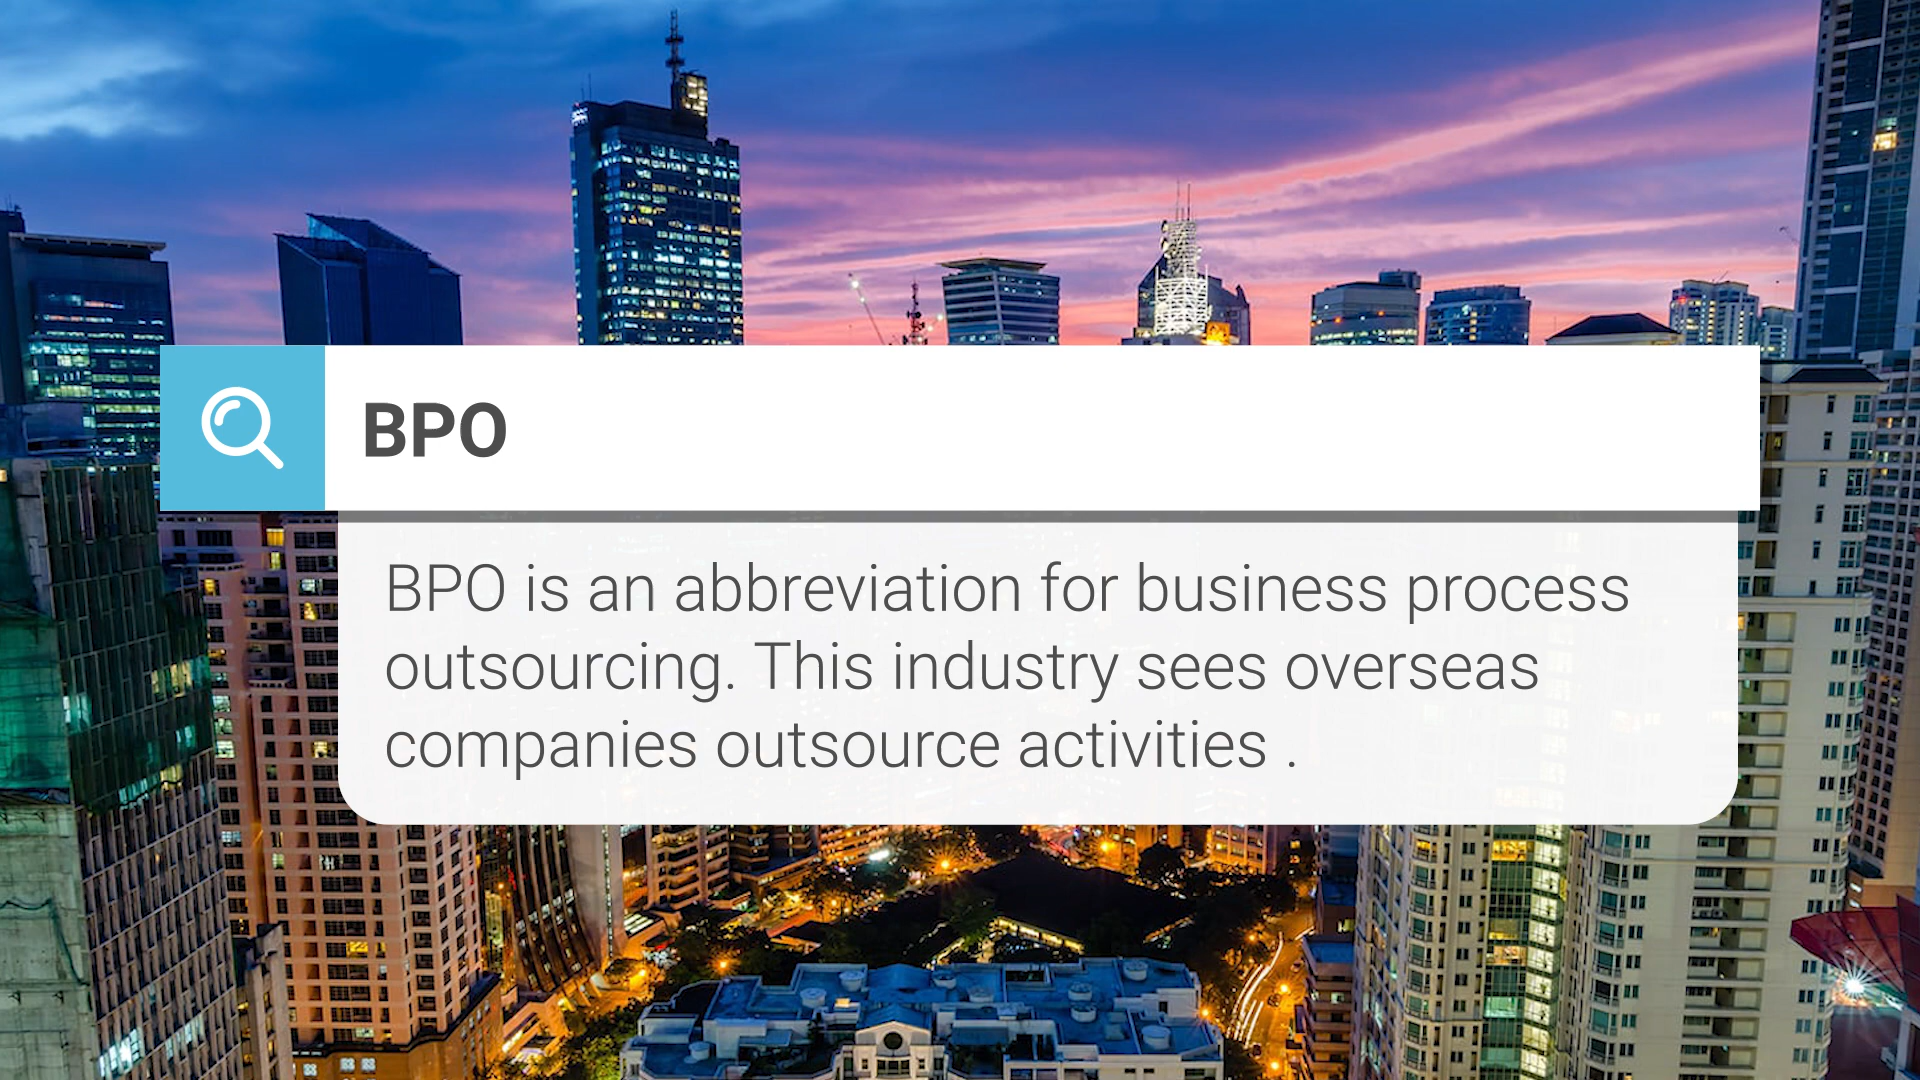 BPO
BPO is an abbreviation for business process
outsourcing. This industry sees overseas
companies outsource activities .